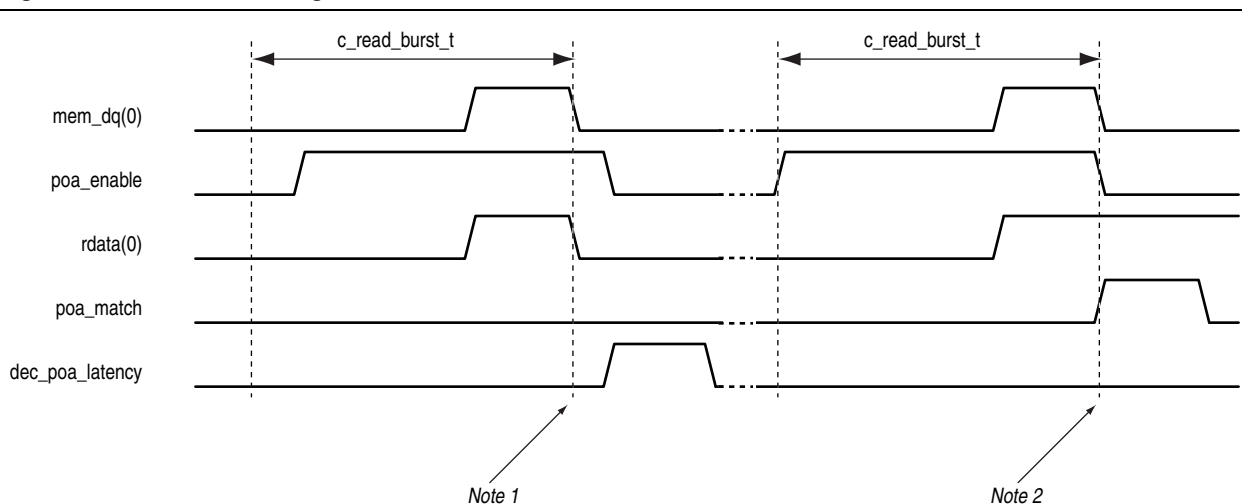 c_read_burst_t c_read_burst_t
mem_dq(0)
poa_enable
rdata(0)
poa_match
dec_poa_latency
Note 1 Note 2